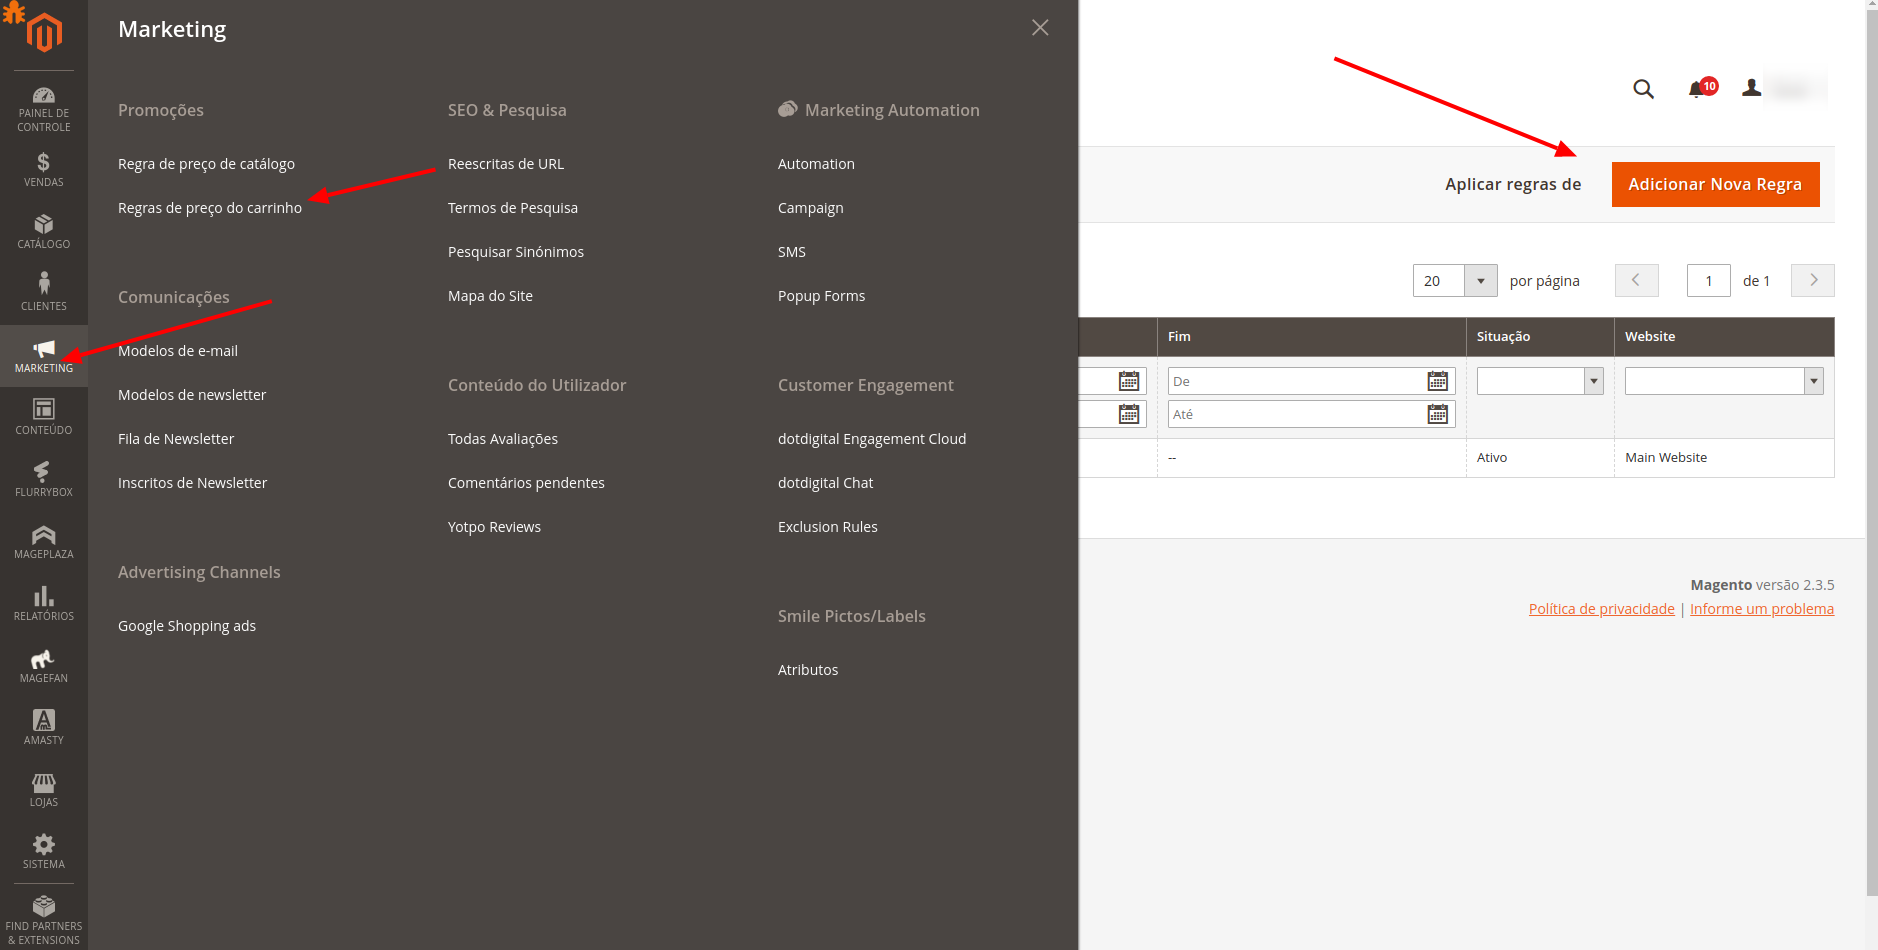 PAINEL DE
CONTROLE
VENDAS
CATÁLOGO
CLIENTES
MARKETING
CONTEÚDO
FLURRYBOX
MAGEPLAZA
RELATÓRIOS
MAGEFAN
AMASTY
LOJAS
SISTEMA
FIND PARTNERS
& EXTENSIONS
Marketing
Promoções
Regra de preço de catálogo
Regras de preço do carrinho
Comunicações
Modelos de e-mail
Modelos de newsletter
Fila de Newsletter
Inscritos de Newsletter
Advertising Channels
Google Shopping ads
SEO & Pesquisa
Reescritas de URL
Termos de Pesquisa
Pesquisar Sinónimos
Mapa do Site
Conteúdo do Utilizador
Todas Avaliações
Comentários pendentes
Yotpo Reviews
Marketing Automation
Automation
Campaign
SMS
Popup Forms
Customer Engagement
dotdigital Engagement Cloud
dotdigital Chat
Exclusion Rules
Smile Pictos/Labels
Atributos
10
Aplicar regras de
Adicionar Nova Regra
20 por página 1 de 1
Fim Situação Website
De
Até
-- Ativo Main Website
Magento versão 2.3.5
Política de privacidade | Informe um problema